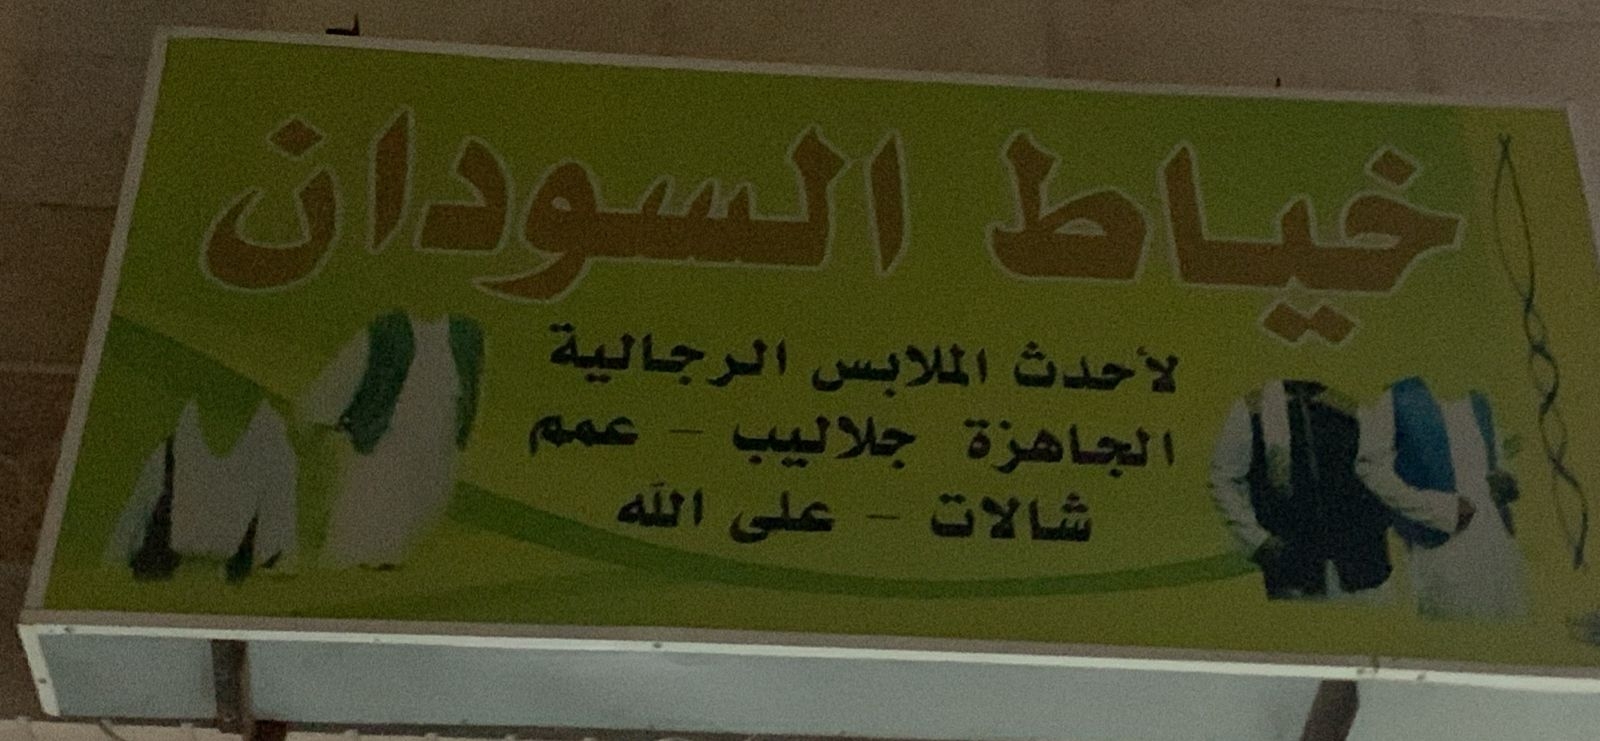 خياط السودان
لأحدث الملابس الرجالية
الجاهزة جلاليب - عمم
شالات - على الله